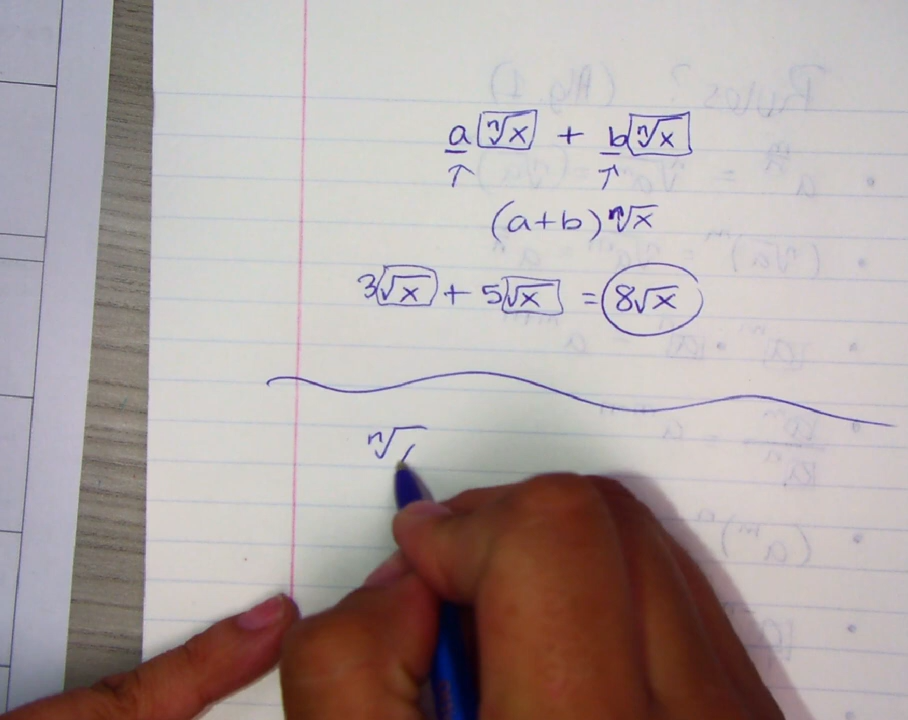 a ⁿ√x + b ⁿ√x
↑ ↑
(a+b) ⁿ√x
3√x + 5√x = 8√x
ⁿ√